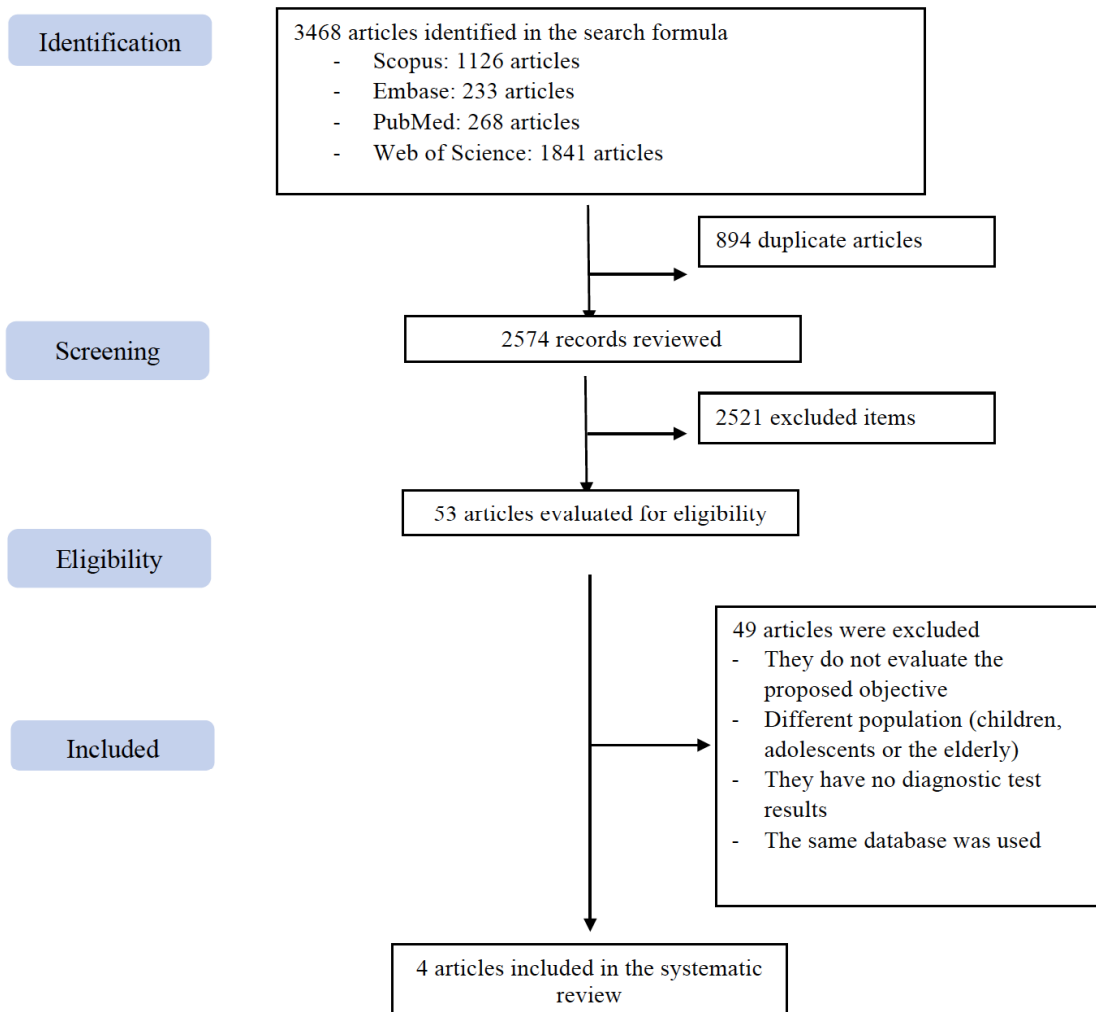 Identification
3468 articles identified in the search formula
- Scopus: 1126 articles
- Embase: 233 articles
- PubMed: 268 articles
- Web of Science: 1841 articles
894 duplicate articles
Screening
2574 records reviewed
2521 excluded items
53 articles evaluated for eligibility
Eligibility
49 articles were excluded
- They do not evaluate the
proposed objective
- Different population (children,
adolescents or the elderly)
- They have no diagnostic test
results
- The same database was used
Included
4 articles included in the systematic
review